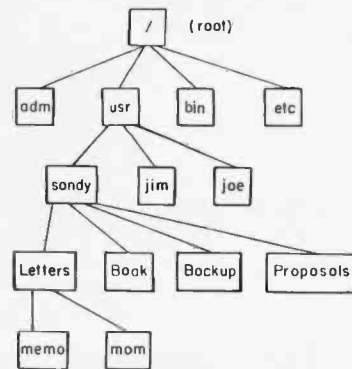 / (root)
adm usr bin etc
sandy jim joe
Letters Book Backup Proposals
memo mom